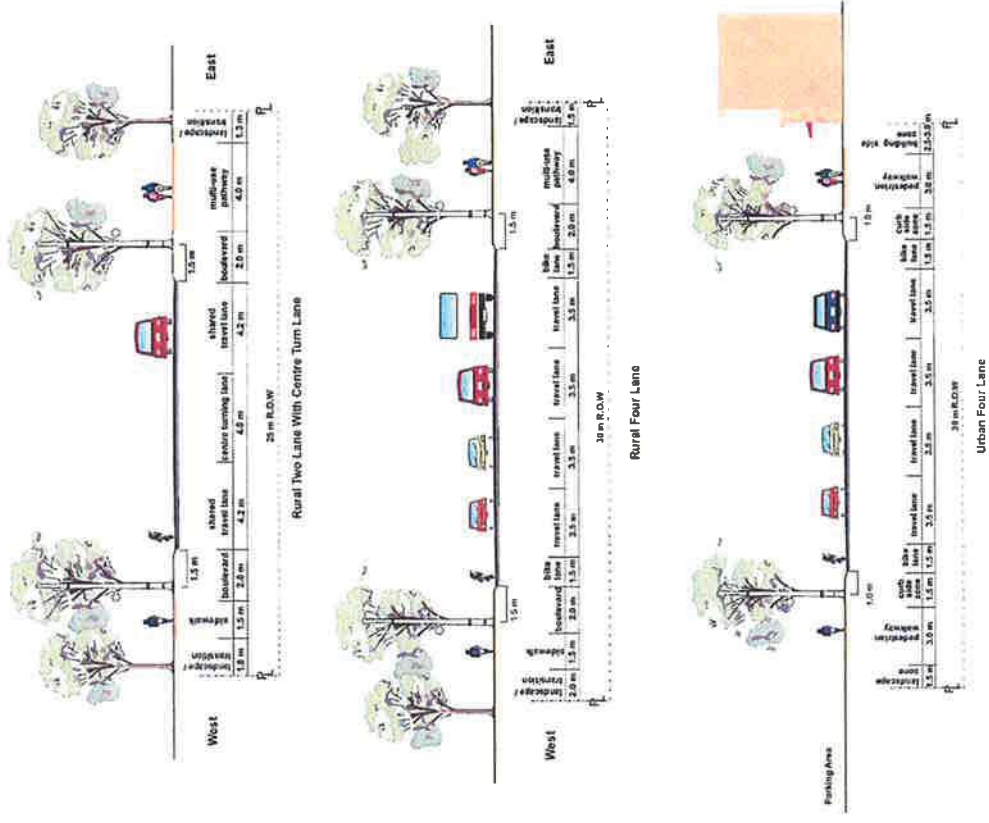 1.5 m
1.5 m
West
East
landscape / transition
sidewalk
boulevard
shared travel lane
centre turning lane
shared travel lane
boulevard
multi-use pathway
landscape / transition
1.5 m
2.0 m
4.2 m
4.0 m
4.2 m
2.0 m
4.0 m
1.3 m
PL
PL
25 m R.O.W
Rural Two Lane With Centre Turn Lane
1.5 m
1.5 m
West
East
landscape / transition
sidewalk
boulevard
bike lane
travel lane
travel lane
travel lane
travel lane
bike lane
boulevard
multi-use pathway
landscape / transition
2.0 m
1.5 m
2.0 m
1.5 m
3.5 m
3.5 m
3.5 m
3.5 m
1.5 m
2.0 m
4.0 m
1.5 m
PL
PL
30 m R.O.W
Rural Four Lane
Parking Area
1.0 m
1.0 m
landscape zone
pedestrian walkway
curb side zone
bike lane
travel lane
travel lane
travel lane
travel lane
bike lane
curb side zone
pedestrian walkway
building side zone
1.5 m
3.0 m
1.5 m
1.5 m
3.5 m
3.5 m
3.5 m
3.5 m
1.5 m
1.5 m
3.0 m
2.5-3.0 m
PL
PL
30 m R.O.W
Urban Four Lane